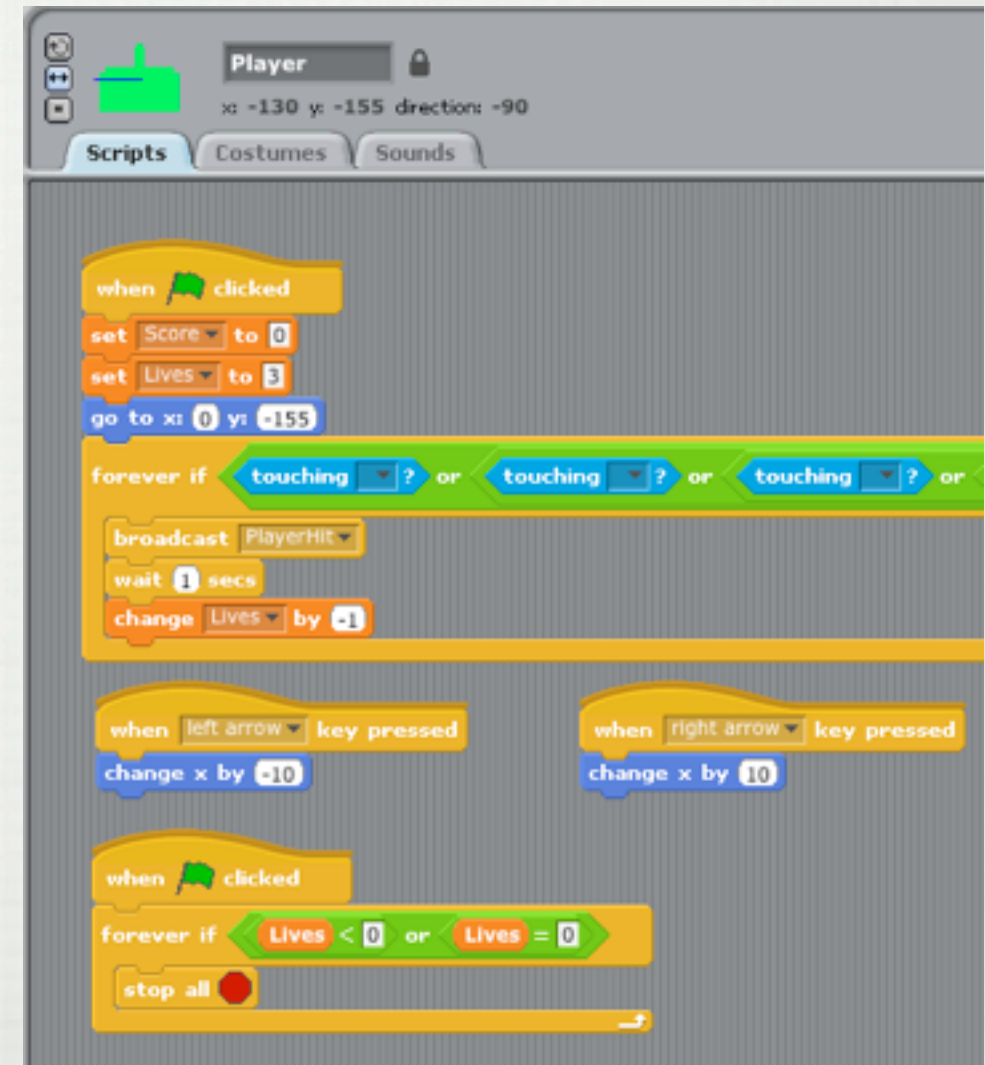 Player
x: -130 y: -155 direction: -90
Scripts Costumes Sounds
when clicked
set Score to 0
set Lives to 3
go to x: 0 y: -155
forever if touching ? or touching ? or touching ? or
broadcast PlayerHit
wait 1 secs
change Lives by -1
when left arrow key pressed
change x by -10
when right arrow key pressed
change x by 10
when clicked
forever if Lives < 0 or Lives = 0
stop all